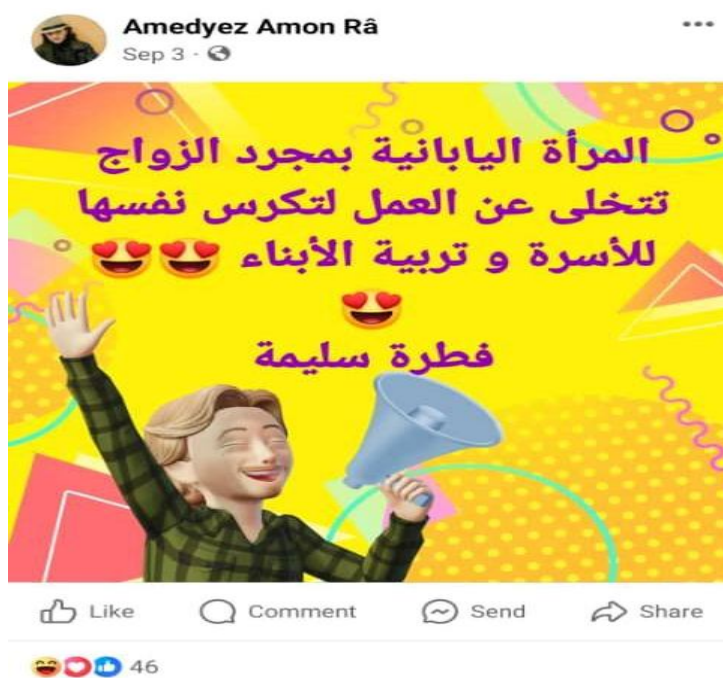 Amedyez Amon Râ
Sep 3
المرأة اليابانية بمجرد الزواج
تتخلى عن العمل لتكرس نفسها
للأسرة و تربية الأبناء 😍😍
😍
فطرة سليمة
Like Comment Send Share
46